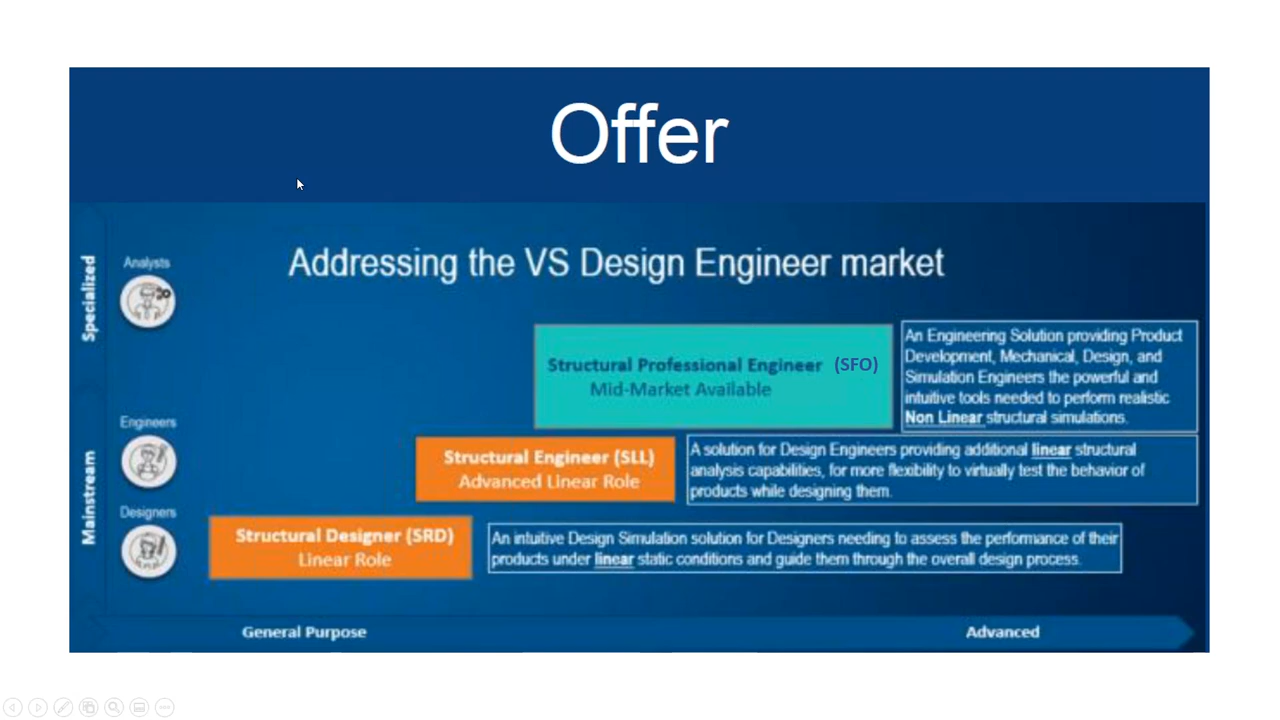 Offer
Addressing the VS Design Engineer market
Specialized
Analysts
Structural Professional Engineer (SFO)
Mid-Market Available
An Engineering Solution providing Product
Development, Mechanical, Design, and
Simulation Engineers the powerful and
intuitive tools needed to perform realistic
Non Linear structural simulations.
Mainstream
Engineers
Structural Engineer (SLL)
Advanced Linear Role
A solution for Design Engineers providing additional linear structural
analysis capabilities, for more flexibility to virtually test the behavior of
products while designing them.
Designers
Structural Designer (SRD)
Linear Role
An intuitive Design Simulation solution for Designers needing to assess the performance of their
products under linear static conditions and guide them through the overall design process.
General Purpose
Advanced